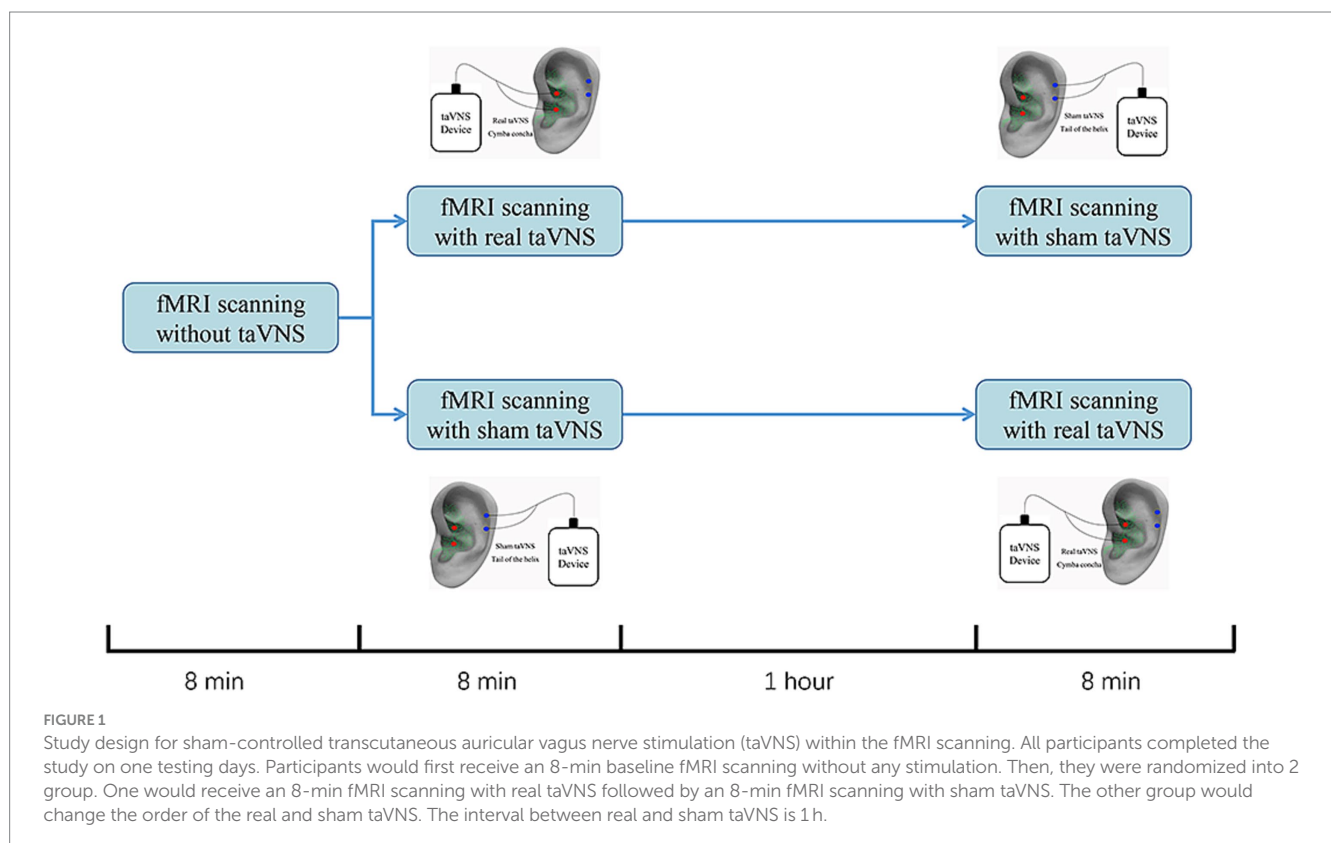 taVNS
Device
Real taVNS
Cymba concha
Sham taVNS
Tail of the helix
taVNS
Device
fMRI scanning
with real taVNS
fMRI scanning
with sham taVNS
fMRI scanning
without taVNS
fMRI scanning
with sham taVNS
fMRI scanning
with real taVNS
Sham taVNS
Tail of the helix
taVNS
Device
taVNS
Device
Real taVNS
Cymba concha
8 min
8 min
1 hour
8 min
FIGURE 1
Study design for sham-controlled transcutaneous auricular vagus nerve stimulation (taVNS) within the fMRI scanning. All participants completed the
study on one testing days. Participants would first receive an 8-min baseline fMRI scanning without any stimulation. Then, they were randomized into 2
group. One would receive an 8-min fMRI scanning with real taVNS followed by an 8-min fMRI scanning with sham taVNS. The other group would
change the order of the real and sham taVNS. The interval between real and sham taVNS is 1 h.